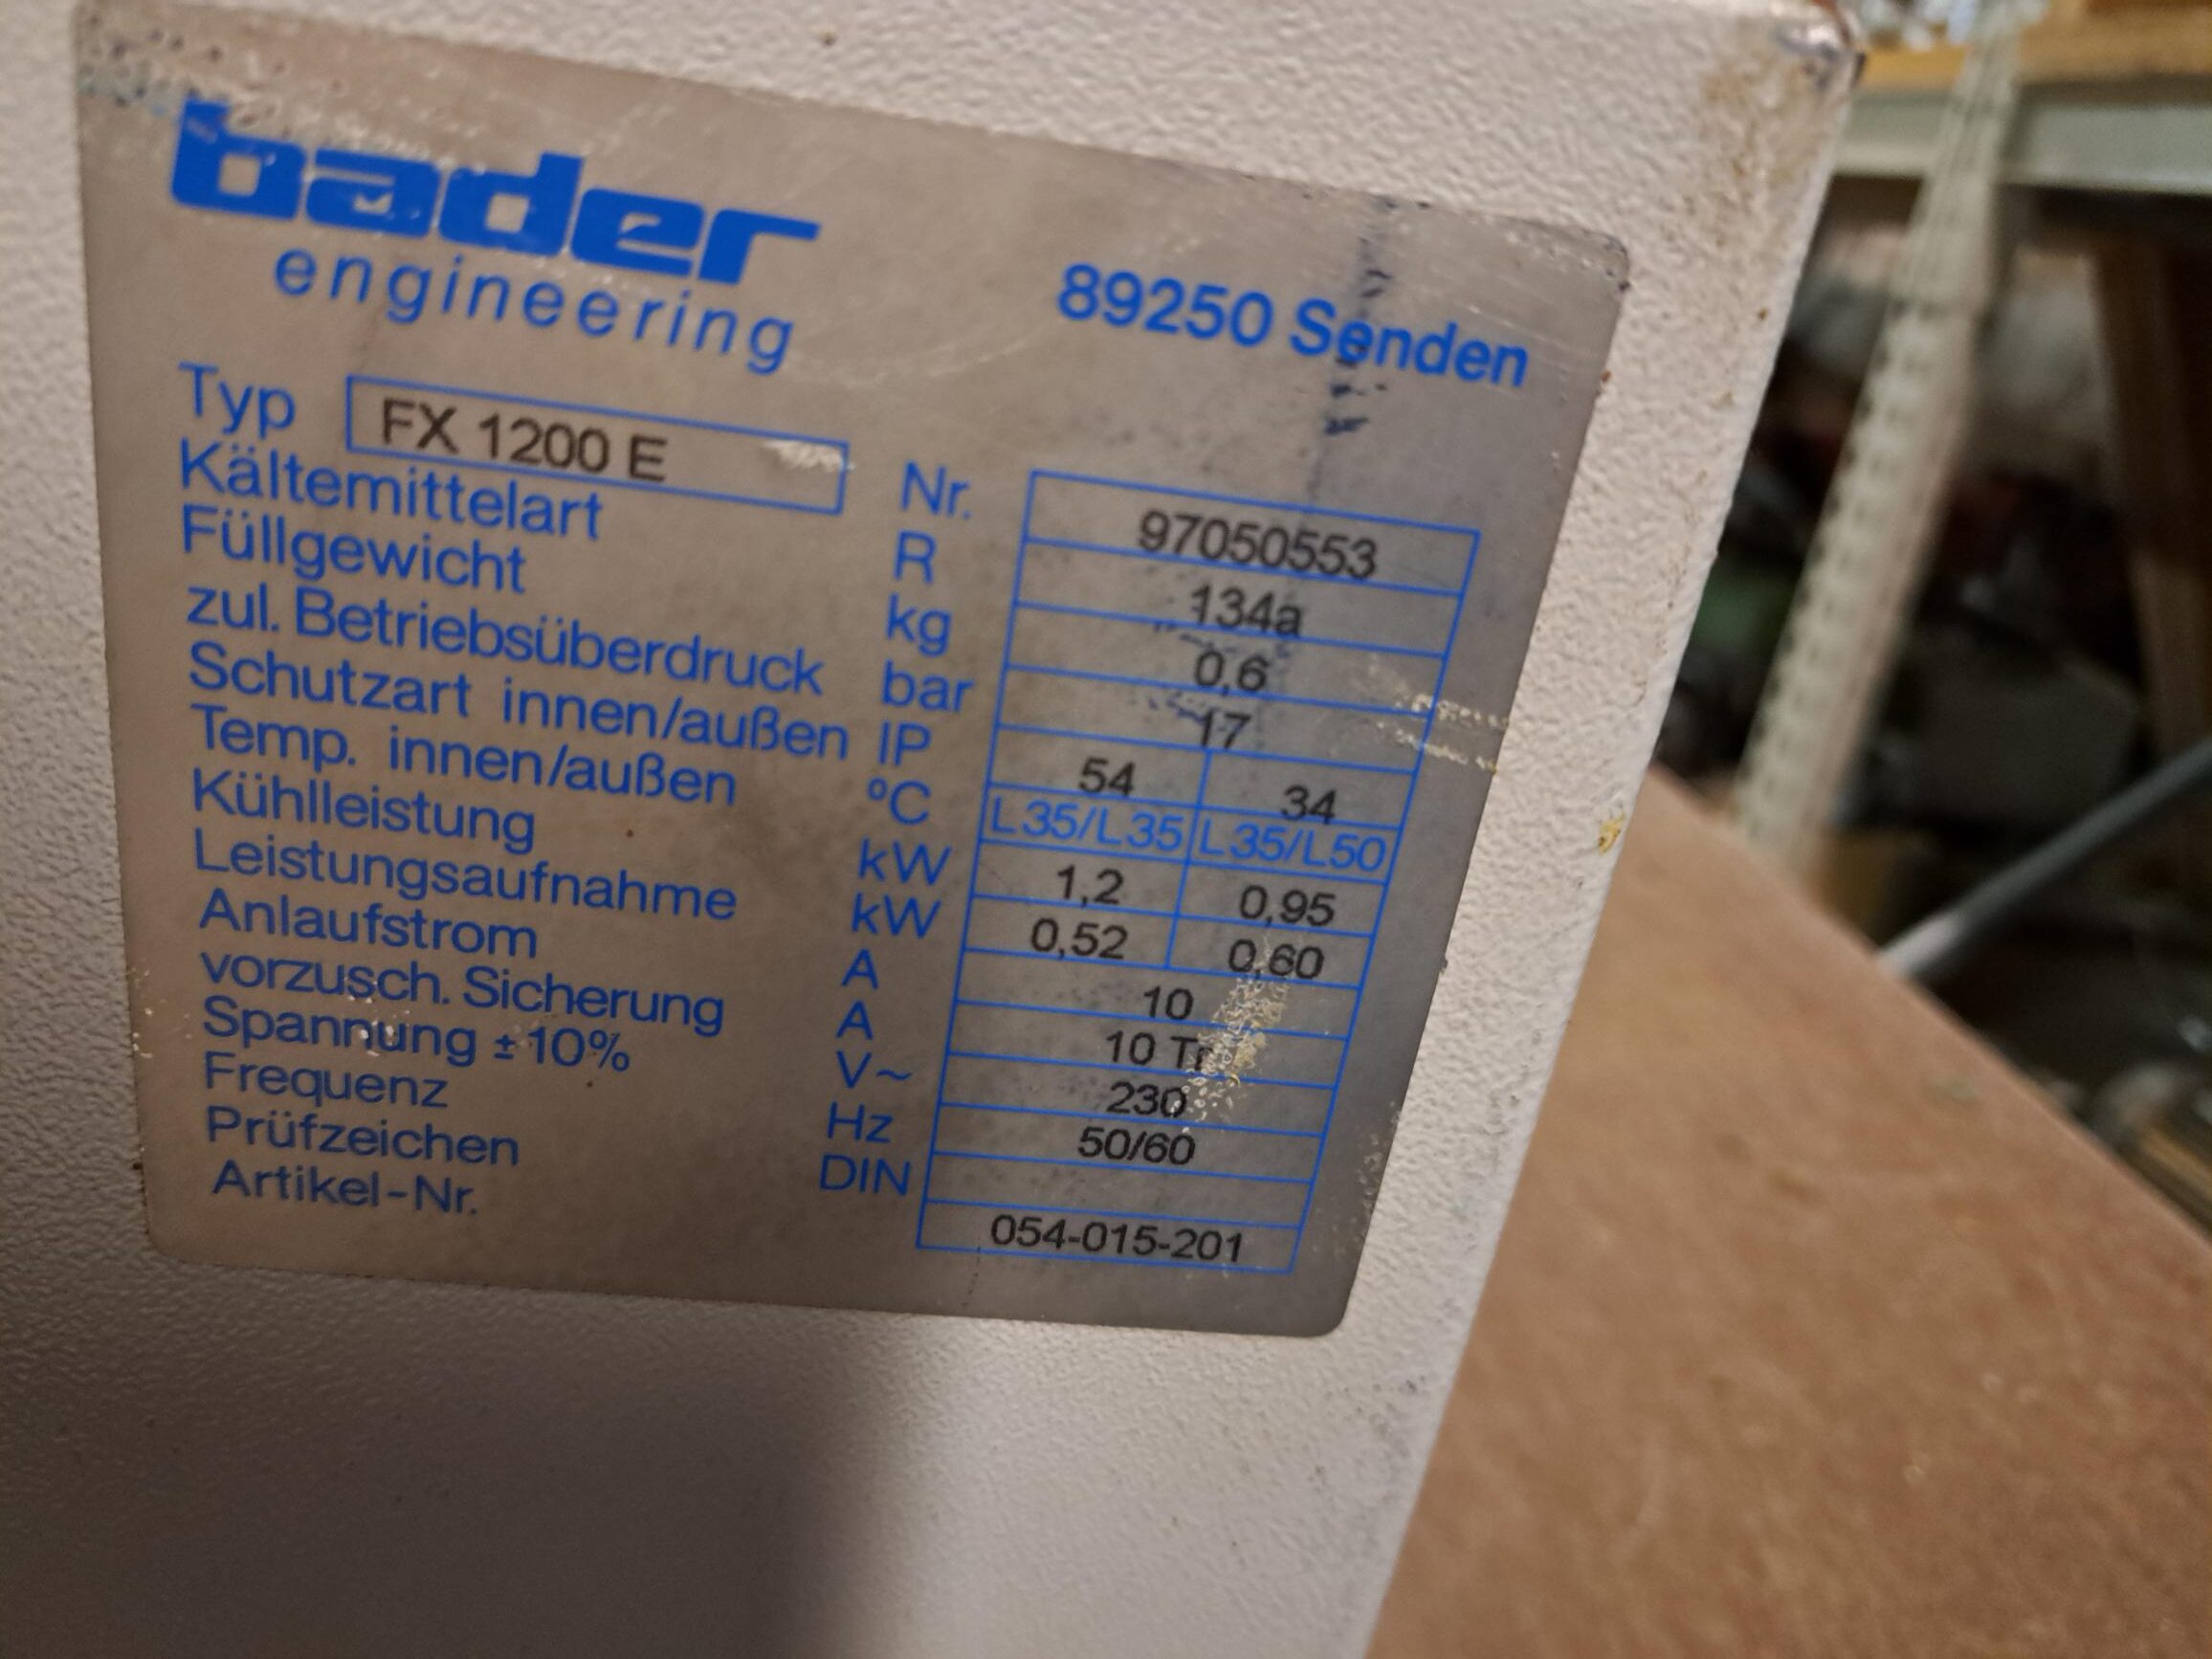 bader
engineering
89250 Senden
Typ FX 1200 E Nr. 97050553
Kältemittelart R 134a
Füllgewicht kg 0,6
zul. Betriebsüberdruck bar 17
Schutzart innen/außen IP 54 34
Temp. innen/außen °C L35/L35 L35/L50
Kühlleistung kW 1,2 0,95
Leistungsaufnahme kW 0,52 0,60
Anlaufstrom A 10
vorzusch. Sicherung A 10 Tr
Spannung ±10% V~ 230
Frequenz Hz 50/60
Prüfzeichen DIN
Artikel-Nr. 054-015-201